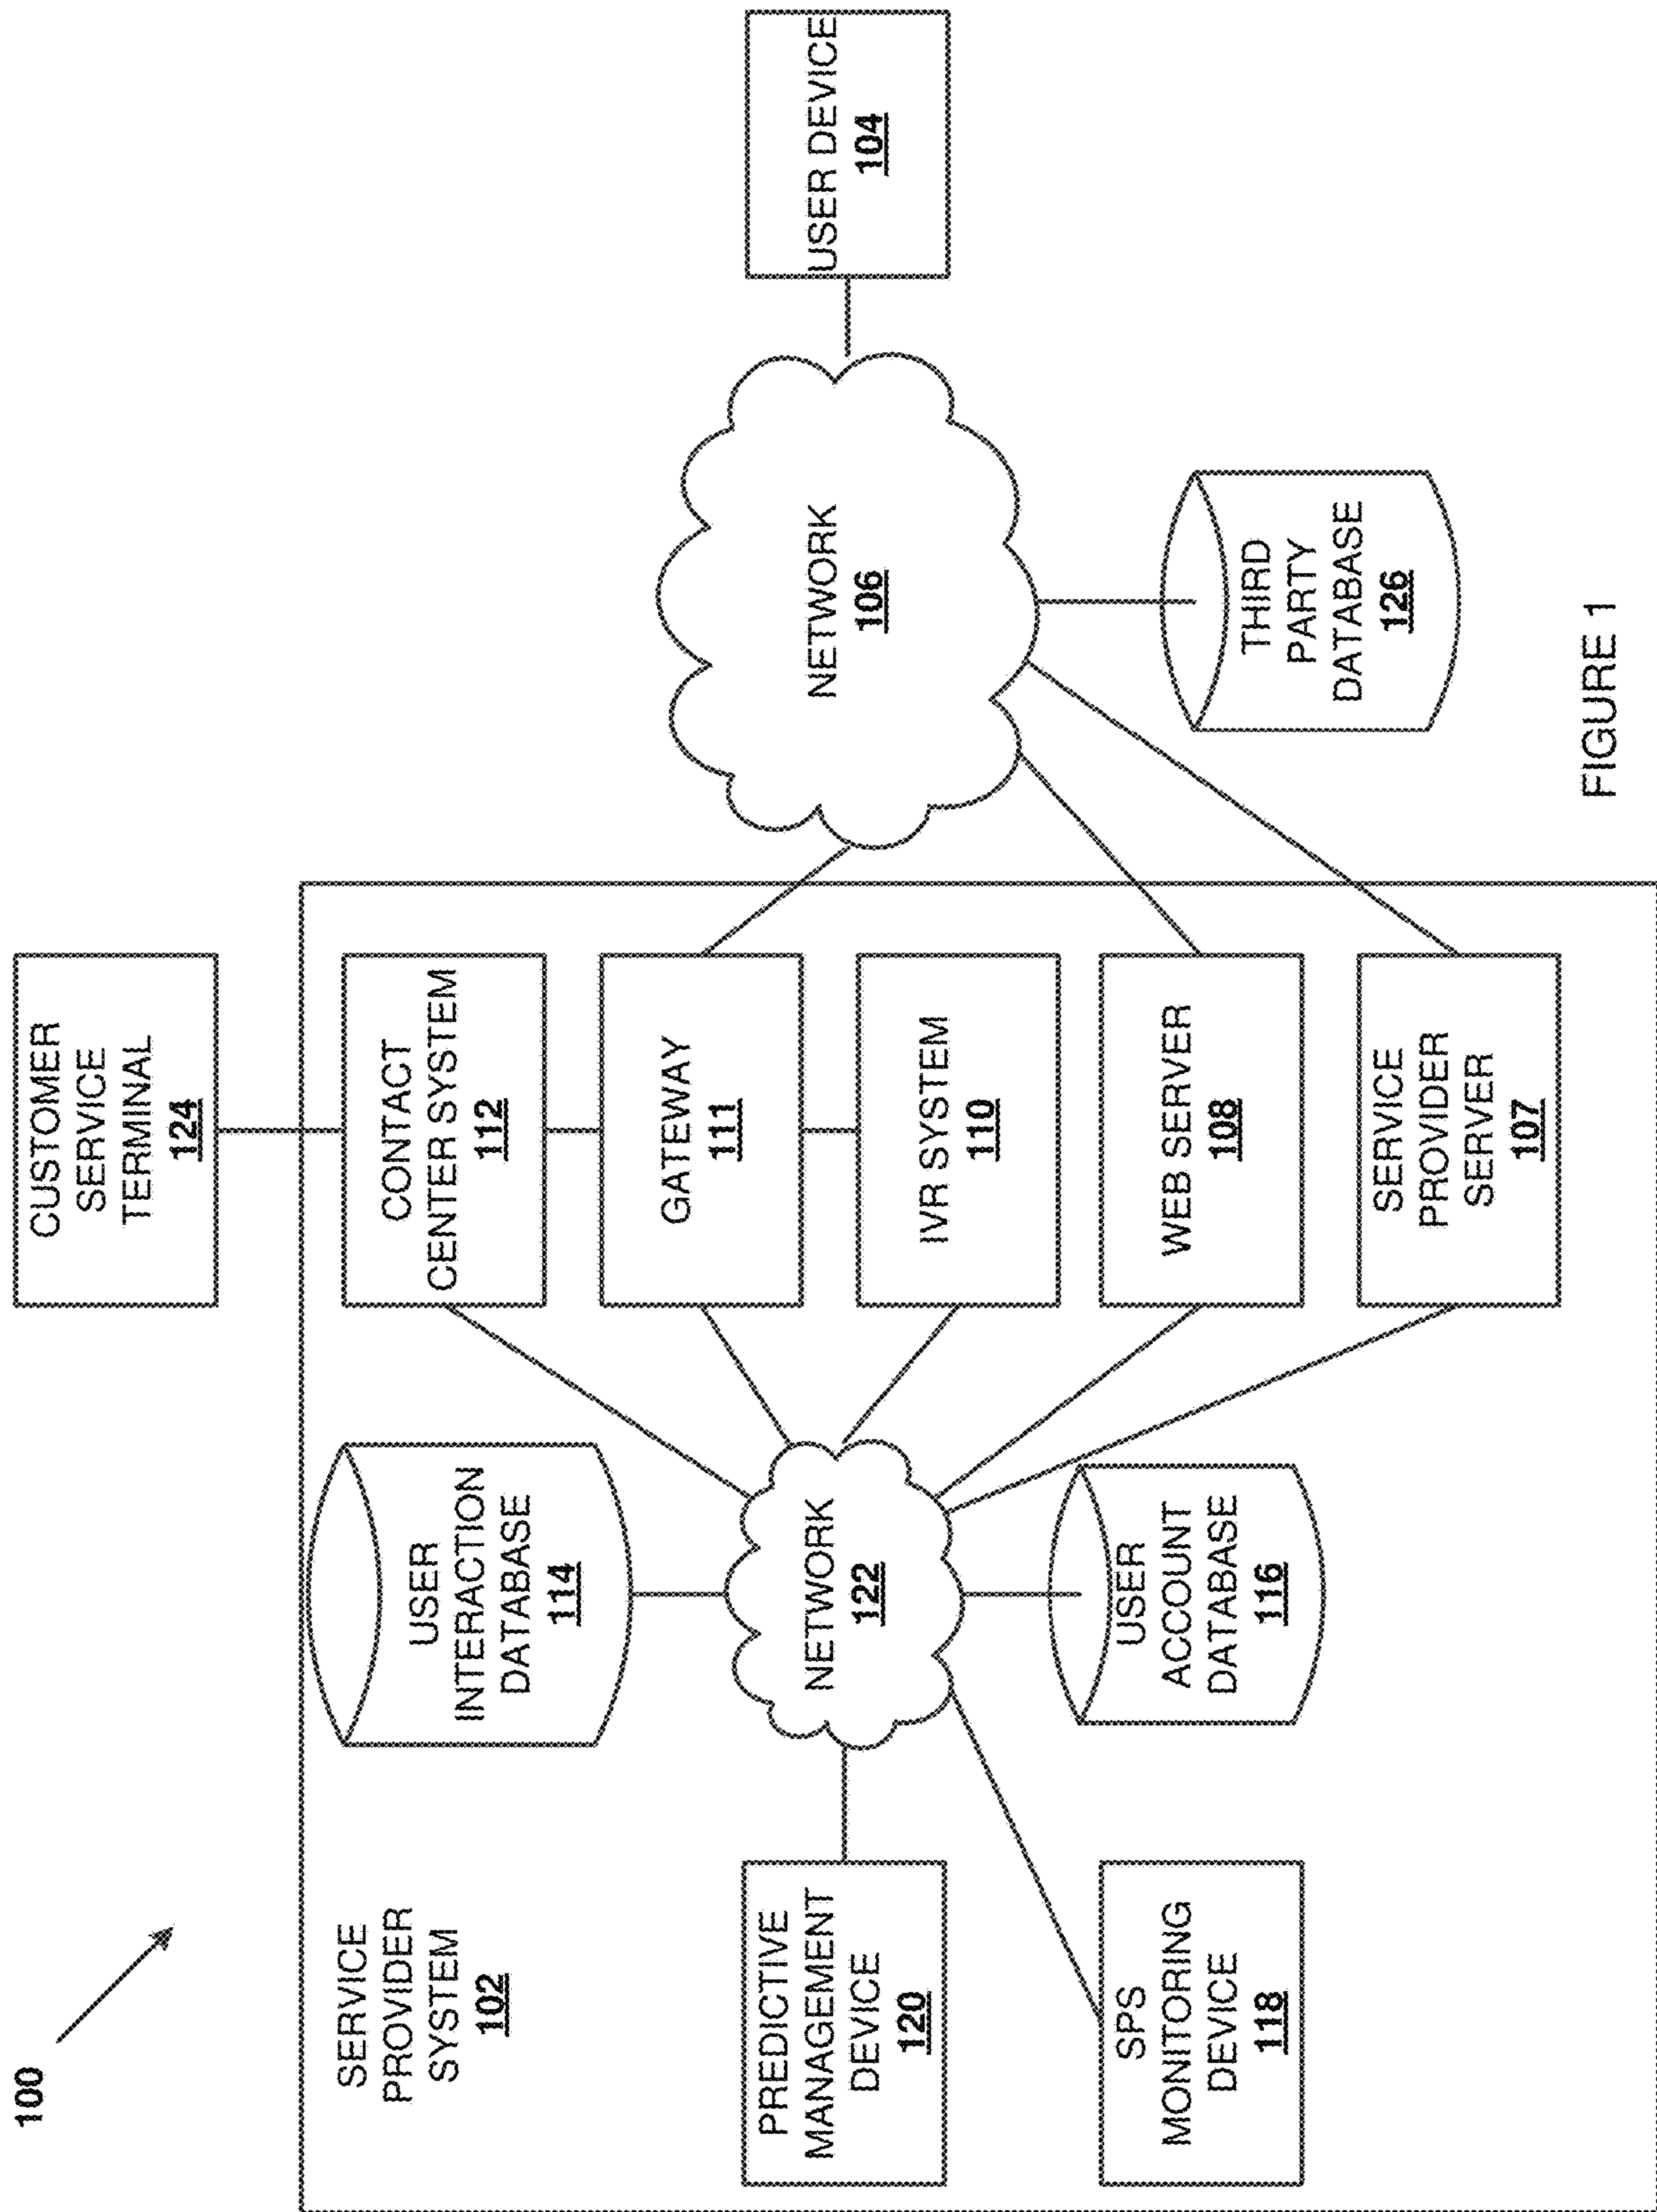 100
SERVICE
PROVIDER
SYSTEM
102
CUSTOMER
SERVICE
TERMINAL
124
USER
INTERACTION
DATABASE
114
CONTACT
CENTER SYSTEM
112
GATEWAY
111
PREDICTIVE
MANAGEMENT
DEVICE
120
NETWORK
122
IVR SYSTEM
110
NETWORK
106
USER DEVICE
104
SPS
MONITORING
DEVICE
118
USER
ACCOUNT
DATABASE
116
WEB SERVER
108
SERVICE
PROVIDER
SERVER
107
THIRD
PARTY
DATABASE
126
FIGURE 1